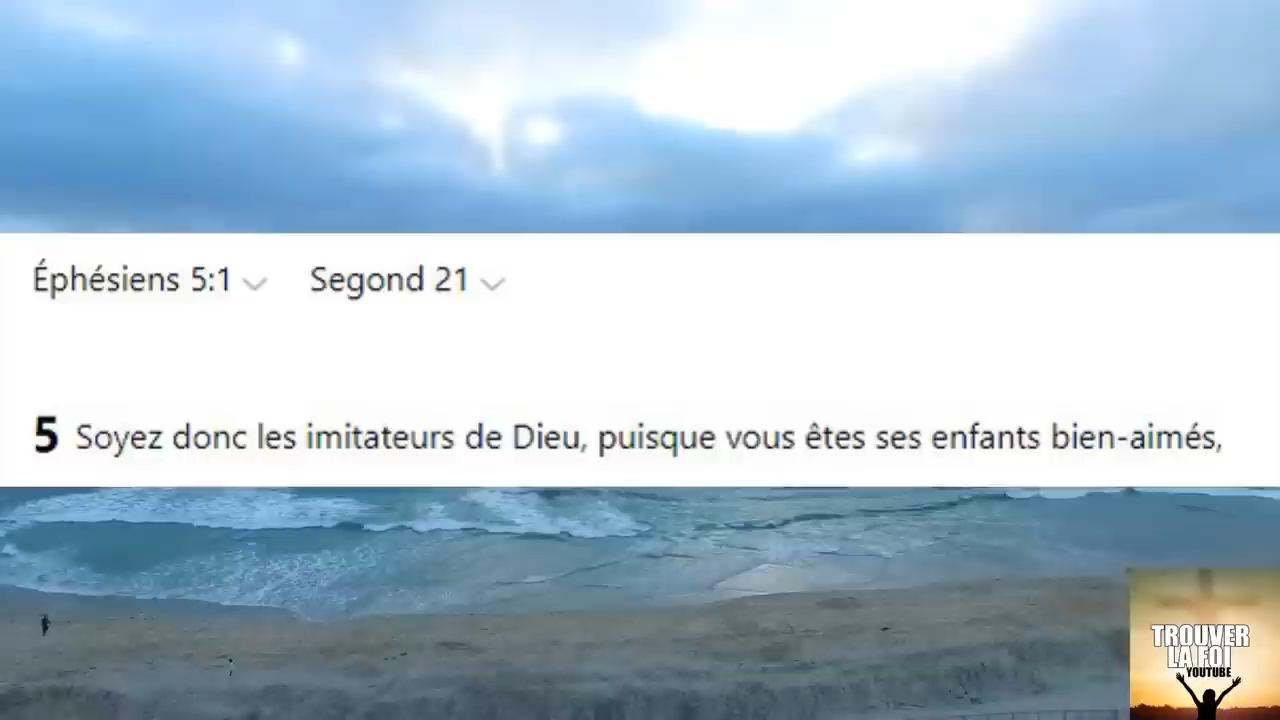 Éphésiens 5:1 Segond 21
5 Soyez donc les imitateurs de Dieu, puisque vous êtes ses enfants bien-aimés,
TROUVER
LA FOI
YOUTUBE